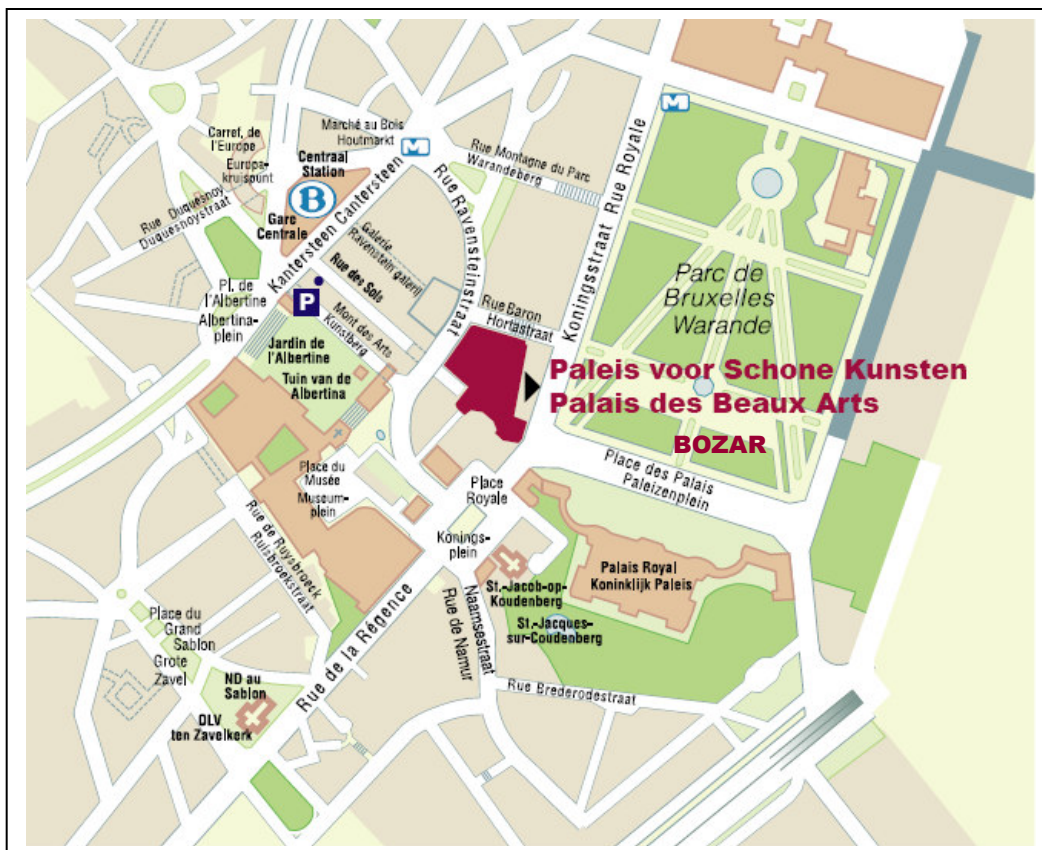 Carref, de
l'Europe
Europa-
kruispunt
Marché au Bois
Houtmarkt
M
M
Centraal
Station
B
Gare
Centrale
Kantersteen Cantersteen
Rue Duquesnoy
Duquesnoystraat
Rue Montagne du Parc
Warandeberg
Rue Ravensteinstraat
Galerie
Ravenstein galerij
Rue des Sols
Koningsstraat Rue Royale
Parc de
Bruxelles
Warande
Pl. de
l'Albertine
Albertina-
plein
P
Mont des Arts
Kunstberg
Rue Baron
Hortastraat
Jardin de
l'Albertine
Tuin van de
Albertina
Paleis voor Schone Kunsten
Palais des Beaux Arts
BOZAR
Place des Palais
Paleizenplein
Place du
Musée
Museum-
plein
Place
Royale
Konings-
plein
Rue de Ruysbroeck
Ruisbroekstraat
St.-Jacob-op-
Koudenberg
St.-Jacques-
sur-Coudenberg
Palais Royal
Koninklijk Paleis
Naamsestraat
Rue de Namur
Rue de la Régence
Rue Brederodestraat
Place du
Grand
Sablon
Grote
Zavel
ND au
Sablon
OLV
ten Zavelkerk